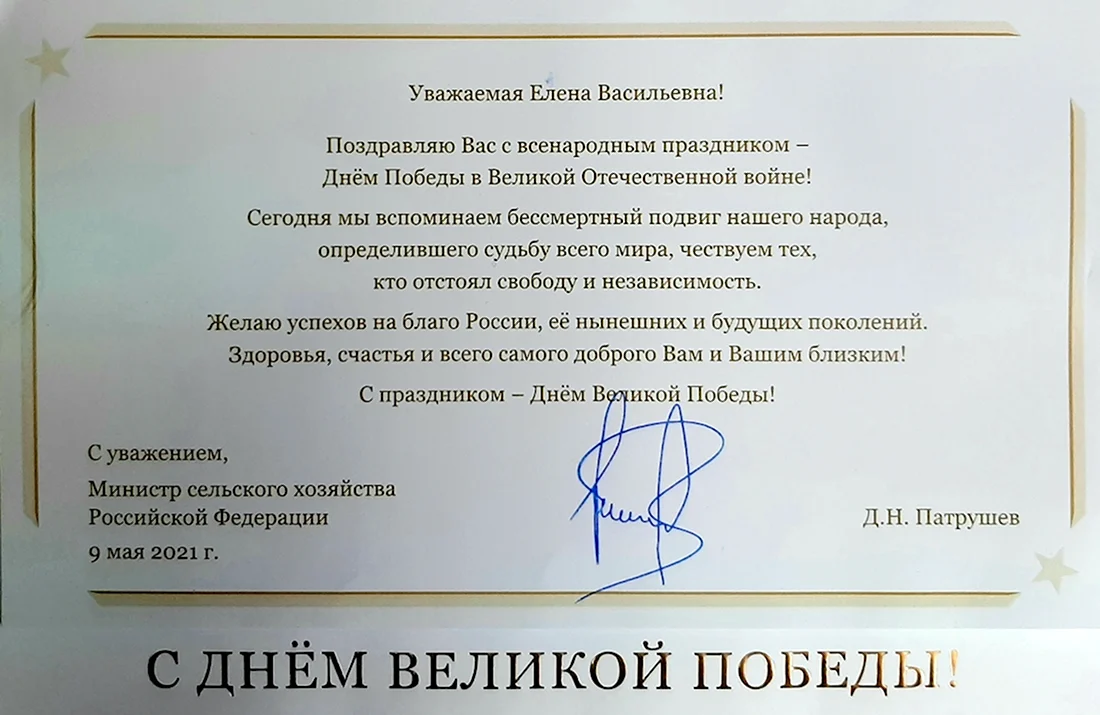 Уважаемая Елена Васильевна!
Поздравляю Вас с всенародным праздником –
Днём Победы в Великой Отечественной войне!
Сегодня мы вспоминаем бессмертный подвиг нашего народа,
определившего судьбу всего мира, чествуем тех,
кто отстоял свободу и независимость.
Желаю успехов на благо России, её нынешних и будущих поколений.
Здоровья, счастья и всего самого доброго Вам и Вашим близким!
С праздником – Днём Великой Победы!
С уважением,
Министр сельского хозяйства
Российской Федерации
Д.Н. Патрушев
9 мая 2021 г.
С ДНЁМ ВЕЛИКОЙ ПОБЕДЫ!